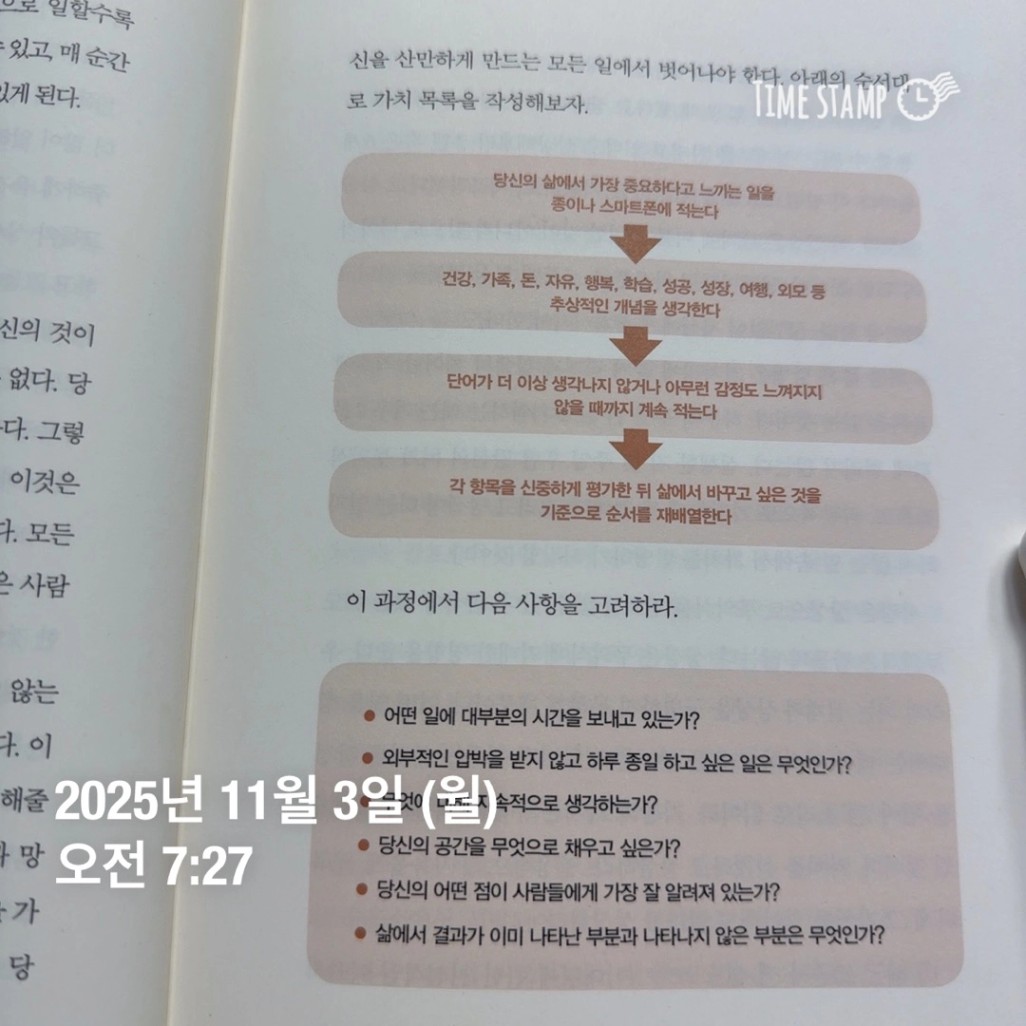 으로 일할수록
있고, 매 순간
있게 된다.
신의 것이
없다. 당
다. 그렇
이것은
다. 모든
은 사람
않는
다. 이
해줄
망
가
당
신을 산만하게 만드는 모든 일에서 벗어나야 한다. 아래의 순서대
로 가치 목록을 작성해보자.
TIME STAMP
당신의 삶에서 가장 중요하다고 느끼는 일을
종이나 스마트폰에 적는다
건강, 가족, 돈, 자유, 행복, 학습, 성공, 성장, 여행, 외모 등
추상적인 개념을 생각한다
단어가 더 이상 생각나지 않거나 아무런 감정도 느껴지지
않을 때까지 계속 적는다
각 항목을 신중하게 평가한 뒤 삶에서 바꾸고 싶은 것을
기준으로 순서를 재배열한다
이 과정에서 다음 사항을 고려하라.
• 어떤 일에 대부분의 시간을 보내고 있는가?
• 외부적인 압박을 받지 않고 하루 종일 하고 싶은 일은 무엇인가?
무엇에 생각하는가?
• 당신의 공간을 무엇으로 채우고 싶은가?
• 당신의 어떤 점이 사람들에게 가장 잘 알려져 있는가?
• 삶에서 결과가 이미 나타난 부분과 나타나지 않은 부분은 무엇인가?
2025년 11월 3일 (월)
오전 7:27